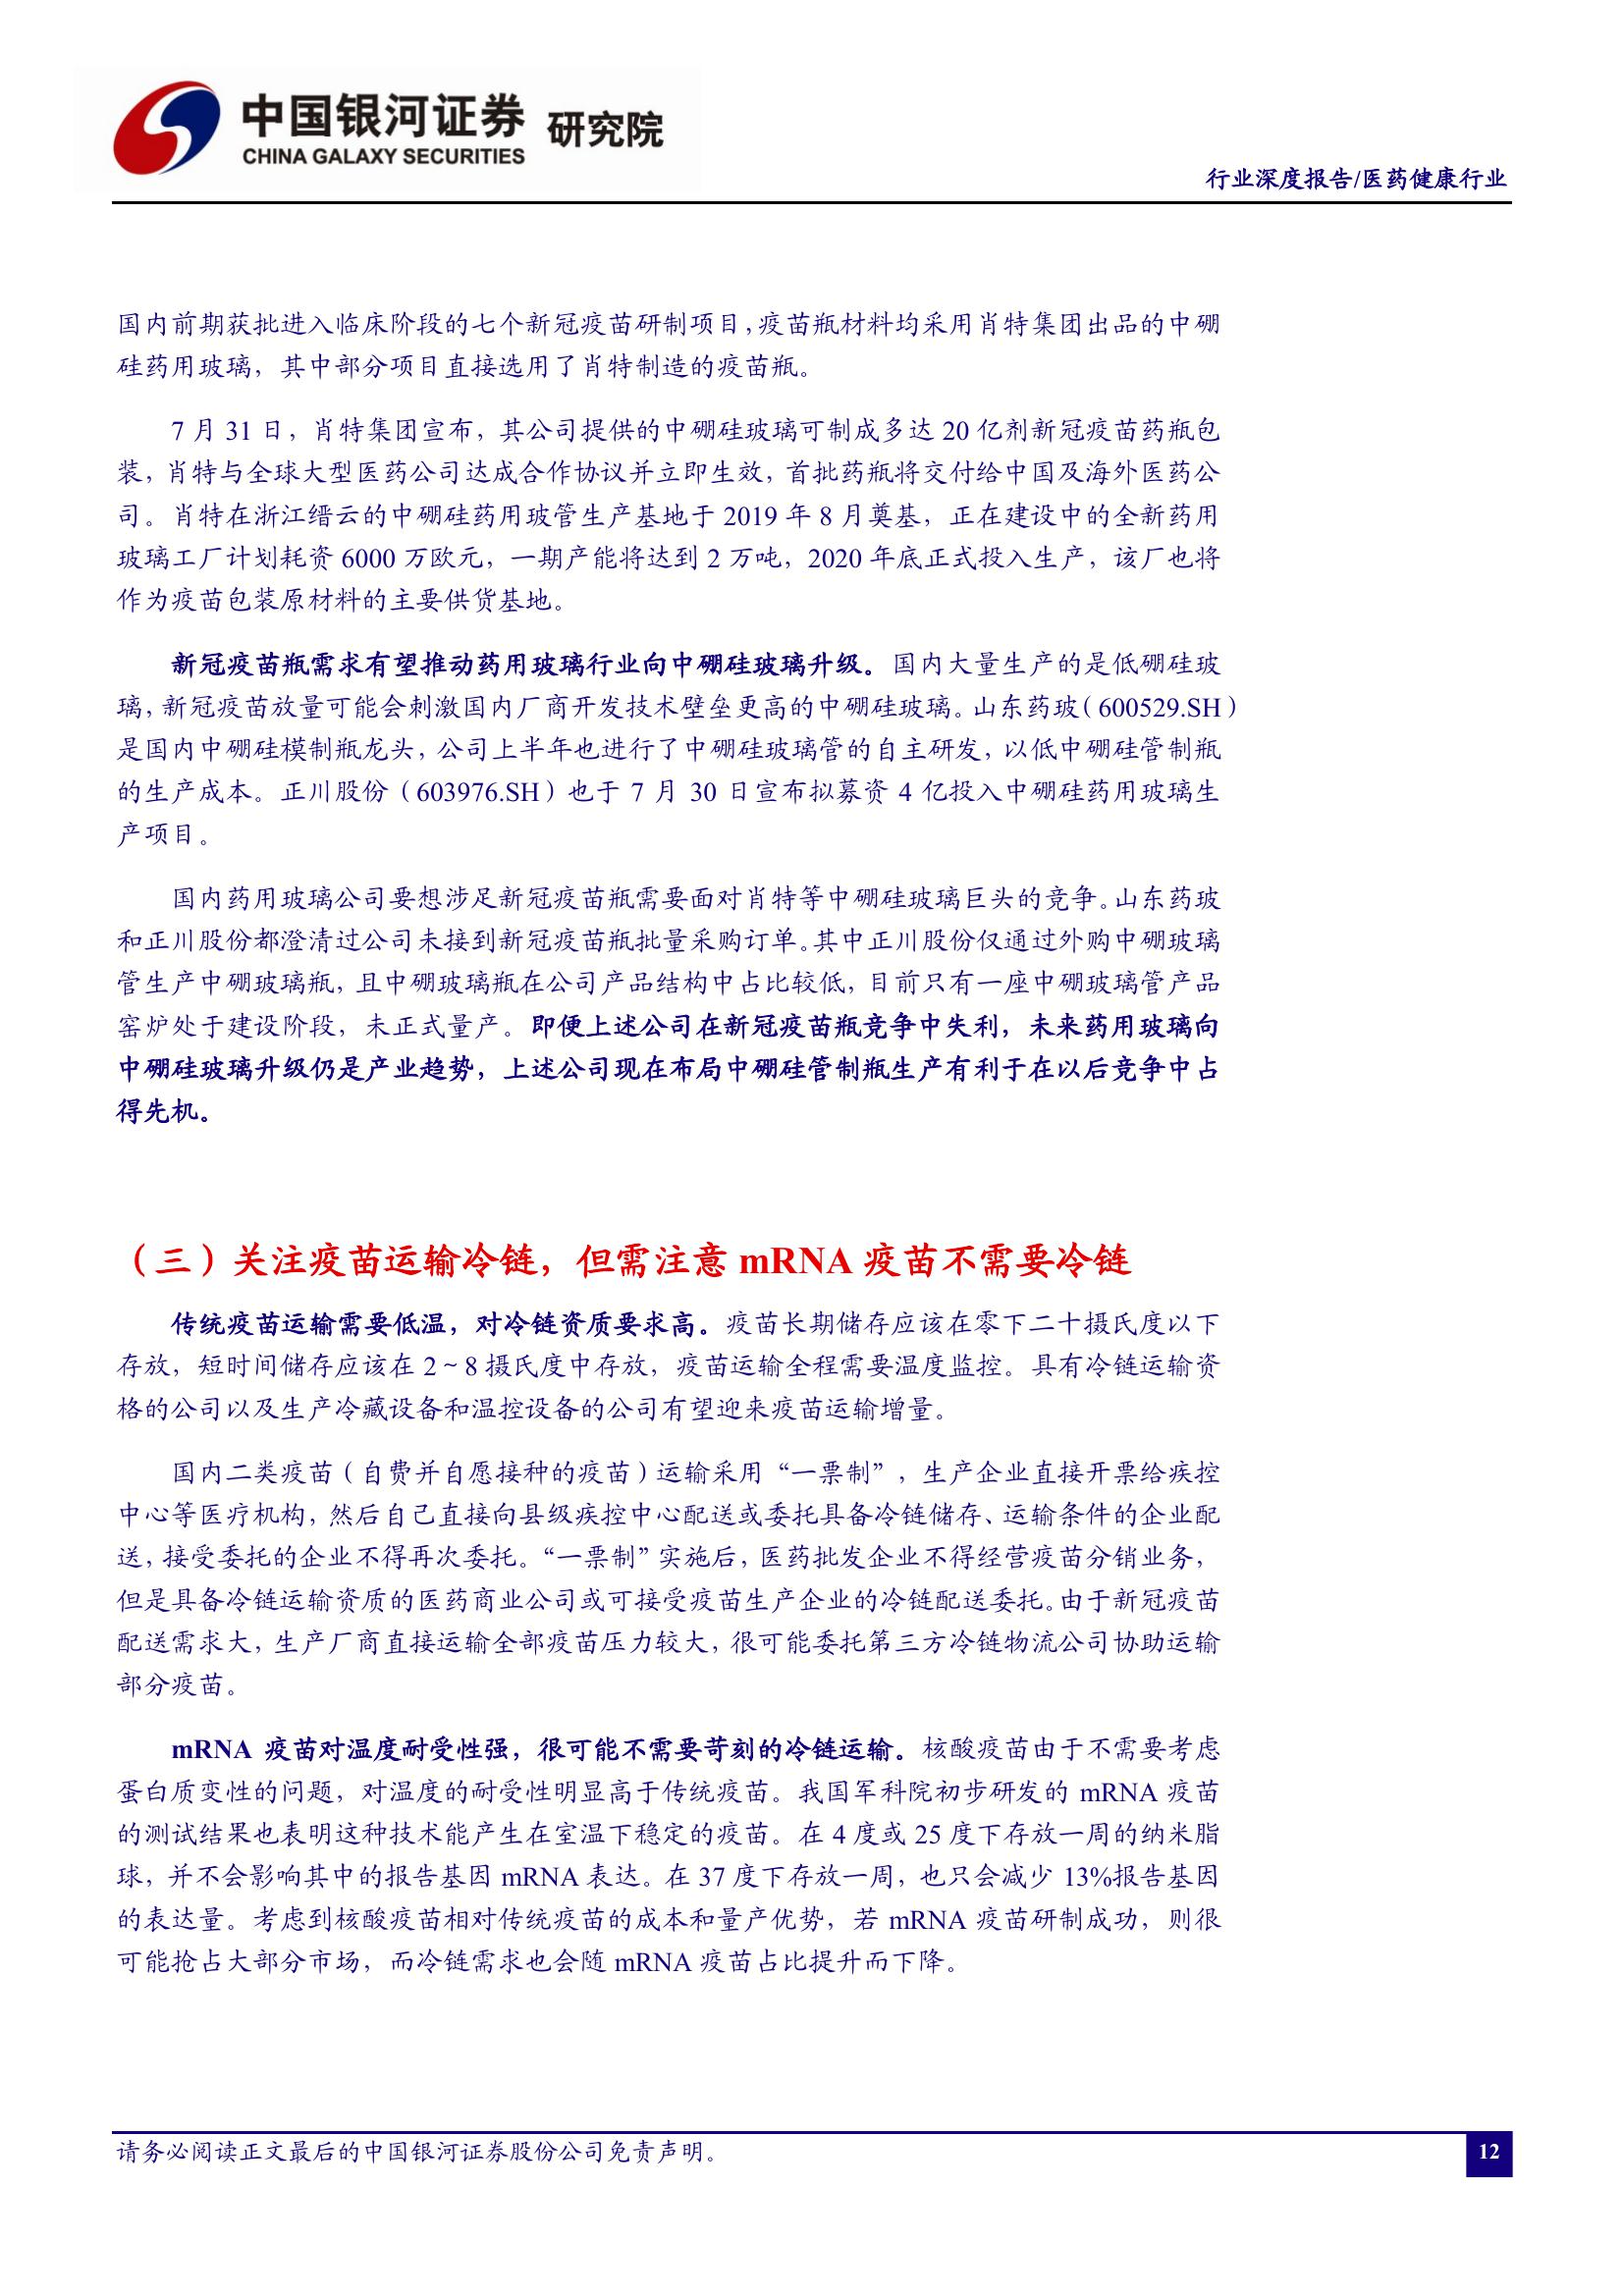 中国银河证券 研究院
CHINA GALAXY SECURITIES
行业深度报告/医药健康行业
国内前期获批进入临床阶段的七个新冠疫苗研制项目，疫苗瓶材料均采用肖特集团出品的中硼
硅药用玻璃，其中部分项目直接选用了肖特制造的疫苗瓶。
7 月 31 日，肖特集团宣布，其公司提供的中硼硅玻璃可制成多达 20 亿剂新冠疫苗药瓶包
装，肖特与全球大型医药公司达成合作协议并立即生效，首批药瓶将交付给中国及海外医药公
司。肖特在浙江缙云的中硼硅药用玻管生产基地于 2019 年 8 月奠基，正在建设中的全新药用
玻璃工厂计划耗资 6000 万欧元，一期产能将达到 2 万吨，2020 年底正式投入生产，该厂也将
作为疫苗包装原材料的主要供货基地。
新冠疫苗瓶需求有望推动药用玻璃行业向中硼硅玻璃升级。国内大量生产的是低硼硅玻
璃，新冠疫苗放量可能会刺激国内厂商开发技术壁垒更高的中硼硅玻璃。山东药玻（600529.SH）
是国内中硼硅模制瓶龙头，公司上半年也进行了中硼硅玻璃管的自主研发，以低中硼硅管制瓶
的生产成本。正川股份（603976.SH）也于 7 月 30 日宣布拟募资 4 亿投入中硼硅药用玻璃生
产项目。
国内药用玻璃公司要想涉足新冠疫苗瓶需要面对肖特等中硼硅玻璃巨头的竞争。山东药玻
和正川股份都澄清过公司未接到新冠疫苗瓶批量采购订单。其中正川股份仅通过外购中硼玻璃
管生产中硼玻璃瓶，且中硼玻璃瓶在公司产品结构中占比较低，目前只有一座中硼玻璃管产品
窑炉处于建设阶段，未正式量产。即便上述公司在新冠疫苗瓶竞争中失利，未来药用玻璃向
中硼硅玻璃升级仍是产业趋势，上述公司现在布局中硼硅管制瓶生产有利于在以后竞争中占
得先机。
（三）关注疫苗运输冷链，但需注意 mRNA 疫苗不需要冷链
传统疫苗运输需要低温，对冷链资质要求高。疫苗长期储存应该在零下二十摄氏度以下
存放，短时间储存应该在 2～8 摄氏度中存放，疫苗运输全程需要温度监控。具有冷链运输资
格的公司以及生产冷藏设备和温控设备的公司有望迎来疫苗运输增量。
国内二类疫苗（自费并自愿接种的疫苗）运输采用“一票制”，生产企业直接开票给疾控
中心等医疗机构，然后自己直接向县级疾控中心配送或委托具备冷链储存、运输条件的企业配
送，接受委托的企业不得再次委托。“一票制”实施后，医药批发企业不得经营疫苗分销业务，
但是具备冷链运输资质的医药商业公司或可接受疫苗生产企业的冷链配送委托。由于新冠疫苗
配送需求大，生产厂商直接运输全部疫苗压力较大，很可能委托第三方冷链物流公司协助运输
部分疫苗。
mRNA 疫苗对温度耐受性强，很可能不需要苛刻的冷链运输。核酸疫苗由于不需要考虑
蛋白质变性的问题，对温度的耐受性明显高于传统疫苗。我国军科院初步研发的 mRNA 疫苗
的测试结果也表明这种技术能产生在室温下稳定的疫苗。在 4 度或 25 度下存放一周的纳米脂
球，并不会影响其中的报告基因 mRNA 表达。在 37 度下存放一周，也只会减少 13%报告基因
的表达量。考虑到核酸疫苗相对传统疫苗的成本和量产优势，若 mRNA 疫苗研制成功，则很
可能抢占大部分市场，而冷链需求也会随 mRNA 疫苗占比提升而下降。
请务必阅读正文最后的中国银河证券股份公司免责声明。
12